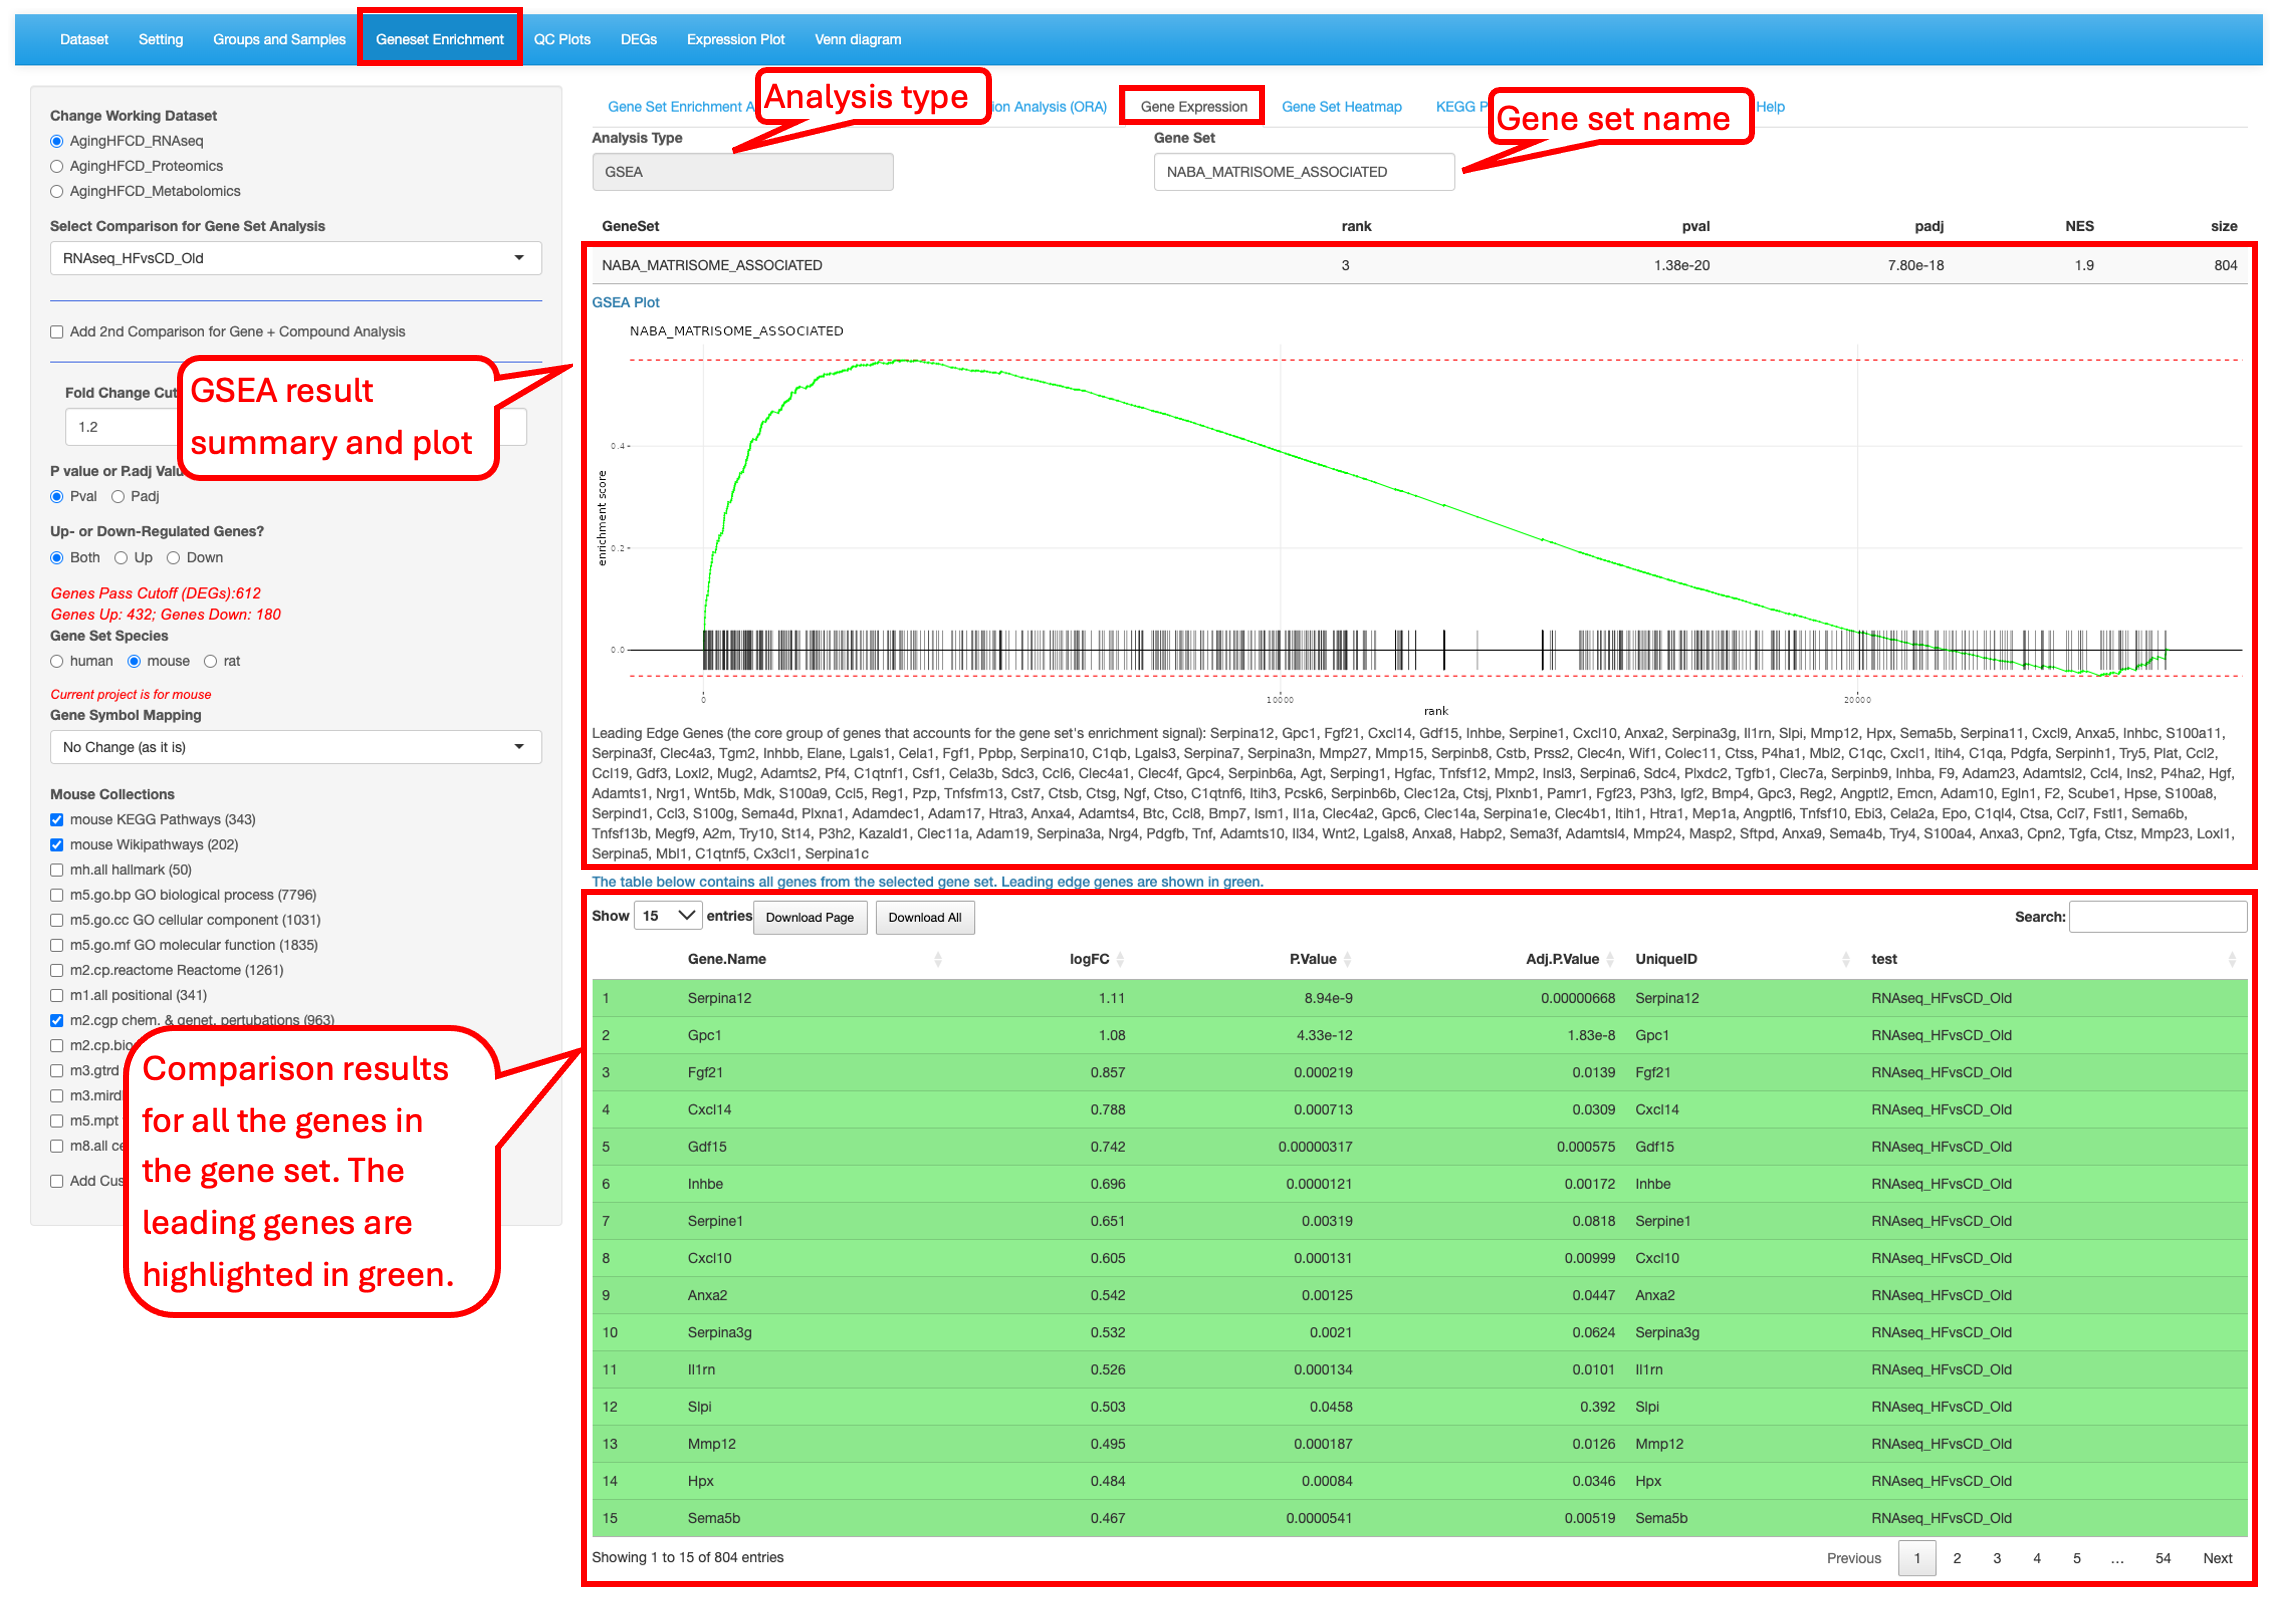 Dataset Setting Groups and Samples Geneset Enrichment QC Plots DEGs Expression Plot Venn diagram
Change Working Dataset
AgingHFCD_RNAseq
AgingHFCD_Proteomics
AgingHFCD_Metabolomics
Select Comparison for Gene Set Analysis
RNAseq_HFvsCD_Old
Add 2nd Comparison for Gene + Compound Analysis
Fold Change
1.2
P value or P.adj
Pval Padj
Up- or Down-Regulated Genes?
Both Up Down
Genes Pass Cutoff (DEGs):612
Genes Up: 432; Genes Down: 180
Gene Set Species
human mouse rat
Current project is for mouse
Gene Symbol Mapping
No Change (as it is)
Mouse Collections
mouse KEGG Pathways (343)
mouse Wikipathways (202)
mh.all hallmark (50)
m5.go.bp GO biological process (7796)
m5.go.cc GO cellular component (1031)
m5.go.mf GO molecular function (1835)
m2.cp.reactome Reactome (1261)
m1.all positional (341)
m2.cgp chem. & genet. pertubations (963)
m3.gtrd
m5.mpt
m8.all
Add
GSEA result
summary and plot
Comparison results
for all the genes in
the gene set. The
leading genes are
highlighted in green.
Gene Set Enrichment Analysis (ORA) Gene Expression Gene Set Heatmap KEGG Help
Analysis type
Gene set name
Analysis Type Gene Set
GSEA NABA_MATRISOME_ASSOCIATED
GeneSet rank pval padj NES size
NABA_MATRISOME_ASSOCIATED 3 1.38e-20 7.80e-18 1.9 804
GSEA Plot
NABA_MATRISOME_ASSOCIATED
enrichment score
0.4
0.2
0.0
0 10000 20000
rank
Leading Edge Genes (the core group of genes that accounts for the gene set's enrichment signal): Serpina12, Gpc1, Fgf21, Cxcl14, Gdf15, Inhbe, Serpine1, Cxcl10, Anxa2, Serpina3g, Il1rn, Slpi, Mmp12, Hpx, Sema5b, Serpina11, Cxcl9, Anxa5, Inhbc, S100a11,
Serpina3f, Clec4a3, Tgm2, Inhbb, Elane, Lgals1, Cela1, Fgf1, Ppbp, Serpina10, C1qb, Lgals3, Serpina7, Serpina3n, Mmp27, Mmp15, Serpinb8, Cstb, Prss2, Clec4n, Wif1, Colec11, Ctss, P4ha1, Mbl2, C1qc, Cxcl1, Itih4, C1qa, Pdgfa, Serpinh1, Try5, Plat, Ccl2,
Ccl19, Gdf3, Loxl2, Mug2, Adamts2, Pf4, C1qtnf1, Csf1, Cela3b, Sdc3, Ccl6, Clec4a1, Clec4f, Gpc4, Serpinb6a, Agt, Serping1, Hgfac, Tnfsf12, Mmp2, Insl3, Serpina6, Sdc4, Plxdc2, Tgfb1, Clec7a, Serpinb9, Inhba, F9, Adam23, Adamtsl2, Ccl4, Ins2, P4ha2, Hgf,
Adamts1, Nrg1, Wnt5b, Mdk, S100a9, Ccl5, Reg1, Pzp, Tnfsfm13, Cst7, Ctsb, Ctsg, Ngf, Ctso, C1qtnf6, Itih3, Pcsk6, Serpinb6b, Clec12a, Ctsj, Plxnb1, Pamr1, Fgf23, P3h3, Igf2, Bmp4, Gpc3, Reg2, Angptl2, Emcn, Adam10, Egln1, F2, Scube1, Hpse, S100a8,
Serpind1, Ccl3, S100g, Sema4d, Plxna1, Adamdec1, Adam17, Htra3, Anxa4, Adamts4, Btc, Ccl8, Bmp7, Ism1, Il1a, Clec4a2, Gpc6, Clec14a, Serpina1e, Clec4b1, Itih1, Htra1, Mep1a, Angptl6, Tnfsf10, Ebi3, Cela2a, Epo, C1ql4, Ctsa, Ccl7, Fstl1, Sema6b,
Tnfsf13b, Megf9, A2m, Try10, St14, P3h2, Kazald1, Clec11a, Adam19, Serpina3a, Nrg4, Pdgfb, Tnf, Adamts10, Il34, Wnt2, Lgals8, Anxa8, Habp2, Sema3f, Adamtsl4, Mmp24, Masp2, Sftpd, Anxa9, Sema4b, Try4, S100a4, Anxa3, Cpn2, Tgfa, Ctsz, Mmp23, Loxl1,
Serpina5, Mbl1, C1qtnf5, Cx3cl1, Serpina1c
The table below contains all genes from the selected gene set. Leading edge genes are shown in green.
Show 15 entries Download Page Download All Search:
Gene.Name logFC P.Value Adj.P.Value UniqueID test
1 Serpina12 1.11 8.94e-9 0.00000668 Serpina12 RNAseq_HFvsCD_Old
2 Gpc1 1.08 4.33e-12 1.83e-8 Gpc1 RNAseq_HFvsCD_Old
3 Fgf21 0.857 0.000219 0.0139 Fgf21 RNAseq_HFvsCD_Old
4 Cxcl14 0.788 0.000713 0.0309 Cxcl14 RNAseq_HFvsCD_Old
5 Gdf15 0.742 0.00000317 0.000575 Gdf15 RNAseq_HFvsCD_Old
6 Inhbe 0.696 0.0000121 0.00172 Inhbe RNAseq_HFvsCD_Old
7 Serpine1 0.651 0.00319 0.0818 Serpine1 RNAseq_HFvsCD_Old
8 Cxcl10 0.605 0.000131 0.00999 Cxcl10 RNAseq_HFvsCD_Old
9 Anxa2 0.542 0.00125 0.0447 Anxa2 RNAseq_HFvsCD_Old
10 Serpina3g 0.532 0.0021 0.0624 Serpina3g RNAseq_HFvsCD_Old
11 Il1rn 0.526 0.000134 0.0101 Il1rn RNAseq_HFvsCD_Old
12 Slpi 0.503 0.0458 0.392 Slpi RNAseq_HFvsCD_Old
13 Mmp12 0.495 0.000187 0.0126 Mmp12 RNAseq_HFvsCD_Old
14 Hpx 0.484 0.00084 0.0346 Hpx RNAseq_HFvsCD_Old
15 Sema5b 0.467 0.0000541 0.00519 Sema5b RNAseq_HFvsCD_Old
Showing 1 to 15 of 804 entries Previous 1 2 3 4 5 ... 54 Next